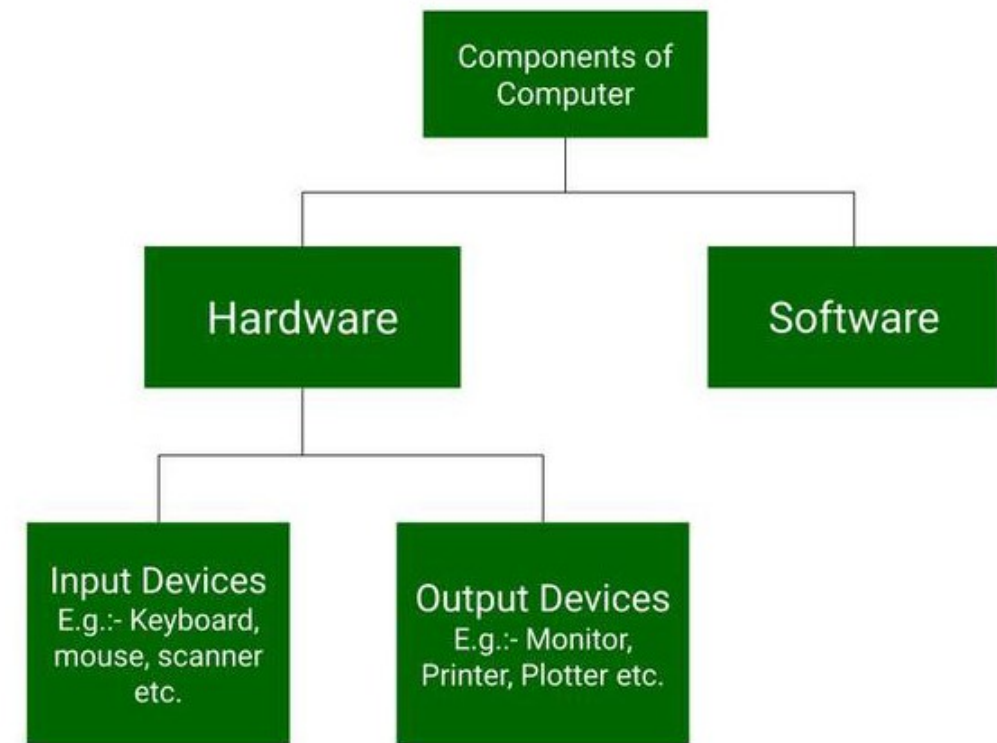 Components of
Computer
Hardware
Software
Input Devices
E.g.:- Keyboard,
mouse, scanner
etc.
Output Devices
E.g.:- Monitor,
Printer, Plotter etc.